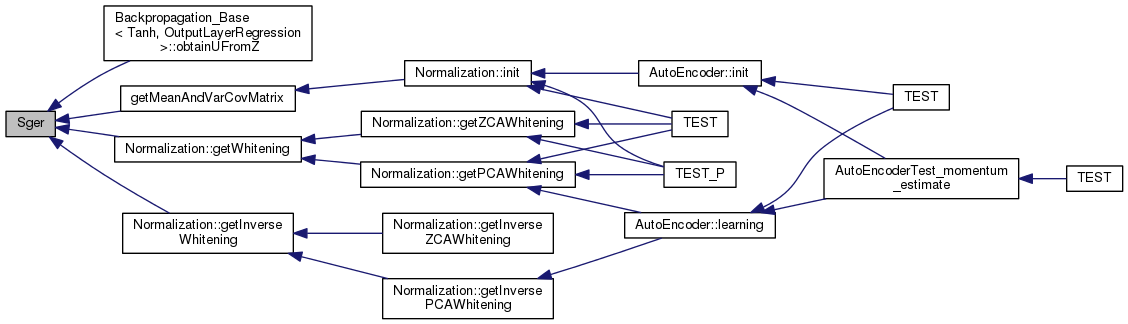 Sger
Backpropagation_Base
< Tanh, OutputLayerRegression
>::obtainUFromZ
getMeanAndVarCovMatrix
Normalization::getWhitening
Normalization::getInverse
Whitening
Normalization::init
Normalization::getZCAWhitening
Normalization::getPCAWhitening
Normalization::getInverse
ZCAWhitening
Normalization::getInverse
PCAWhitening
AutoEncoder::init
TEST
TEST_P
AutoEncoder::learning
TEST
AutoEncoderTest_momentum
_estimate
TEST